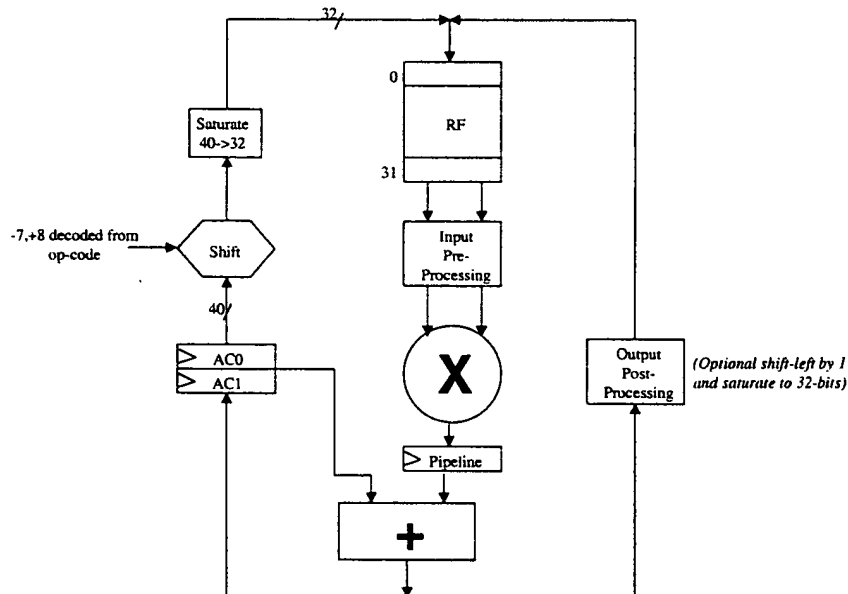 32
0
RF
31
Saturate
40->32
-7,+8 decoded from
op-code
Shift
Input
Pre-
Processing
40
AC0
AC1
X
Output
Post-
Processing
(Optional shift-left by 1
and saturate to 32-bits)
Pipeline
+